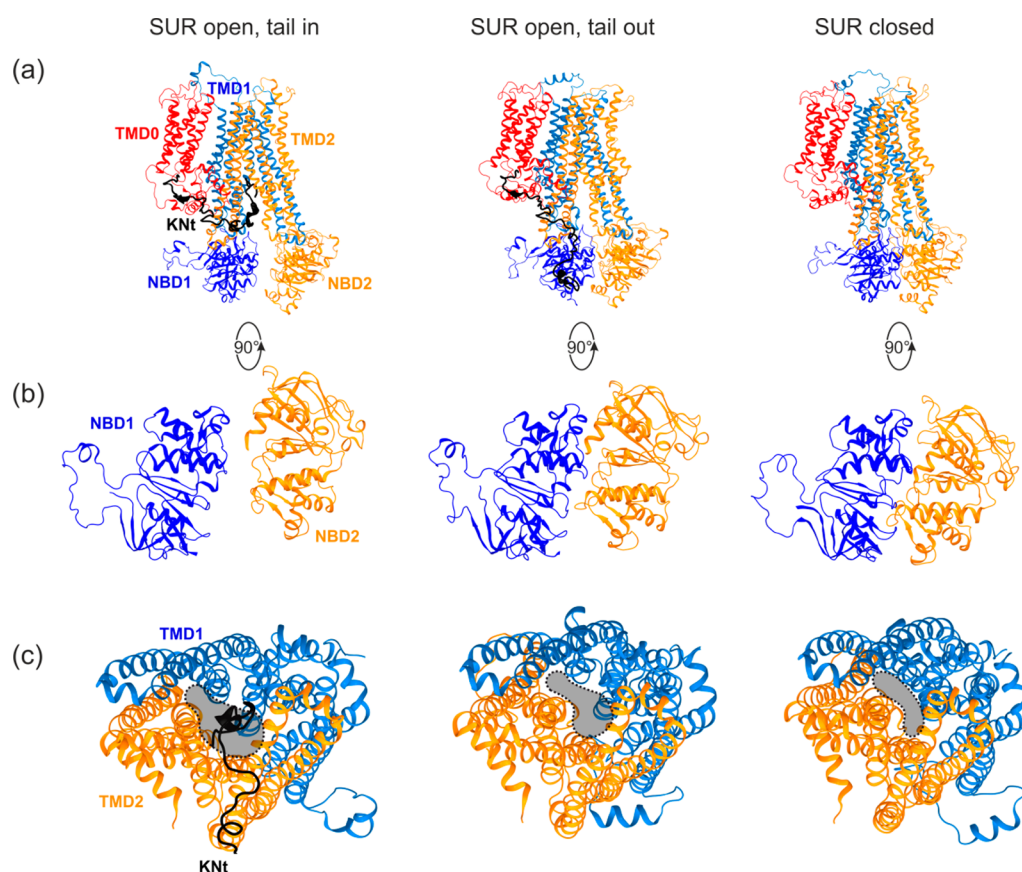 SUR open, tail in
SUR open, tail out
SUR closed
(a)
TMD1
TMD0
TMD2
KNt
NBD1
NBD2
90°
90°
90°
(b)
NBD1
NBD2
(c)
TMD1
TMD2
KNt